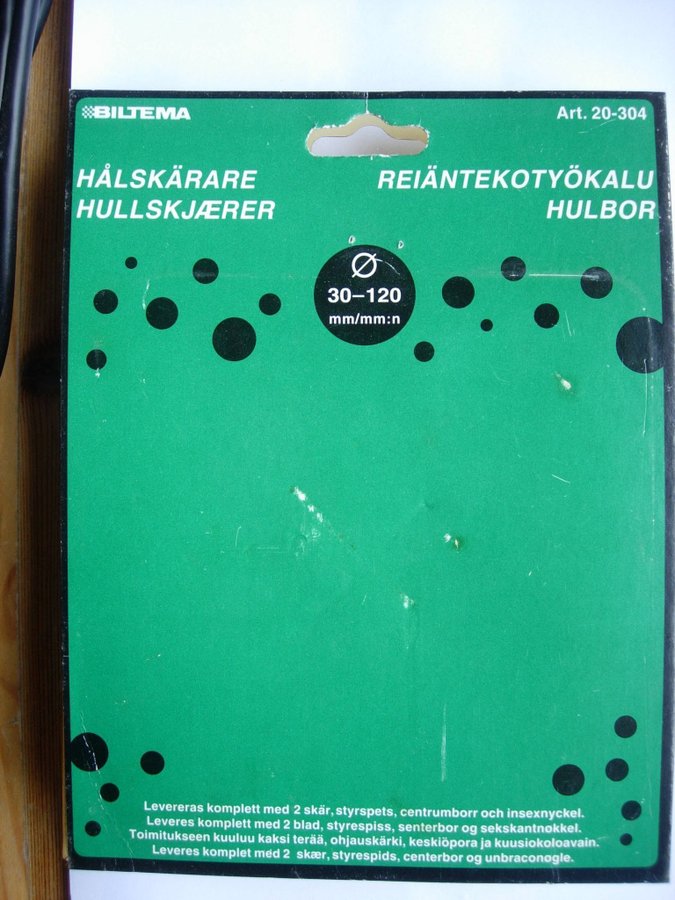 BILTEMA
Art. 20-304
HÅLSKÄRARE
HULLSKJÆRER
REIÄNTEKOTYÖKALU
HULBOR
Ø
30–120
mm/mm:n
Levereras komplett med 2 skär, styrspets, centrumborr och insexnyckel.
Leveres komplett med 2 blad, styrespiss, senterbor og sekskantnøkkel.
Toimitukseen kuuluu kaksi terää, ohjauskärki, keskiöpora ja kuusiokoloavain.
Leveres komplet med 2 skær, styrespids, centerbor og unbraconogle.